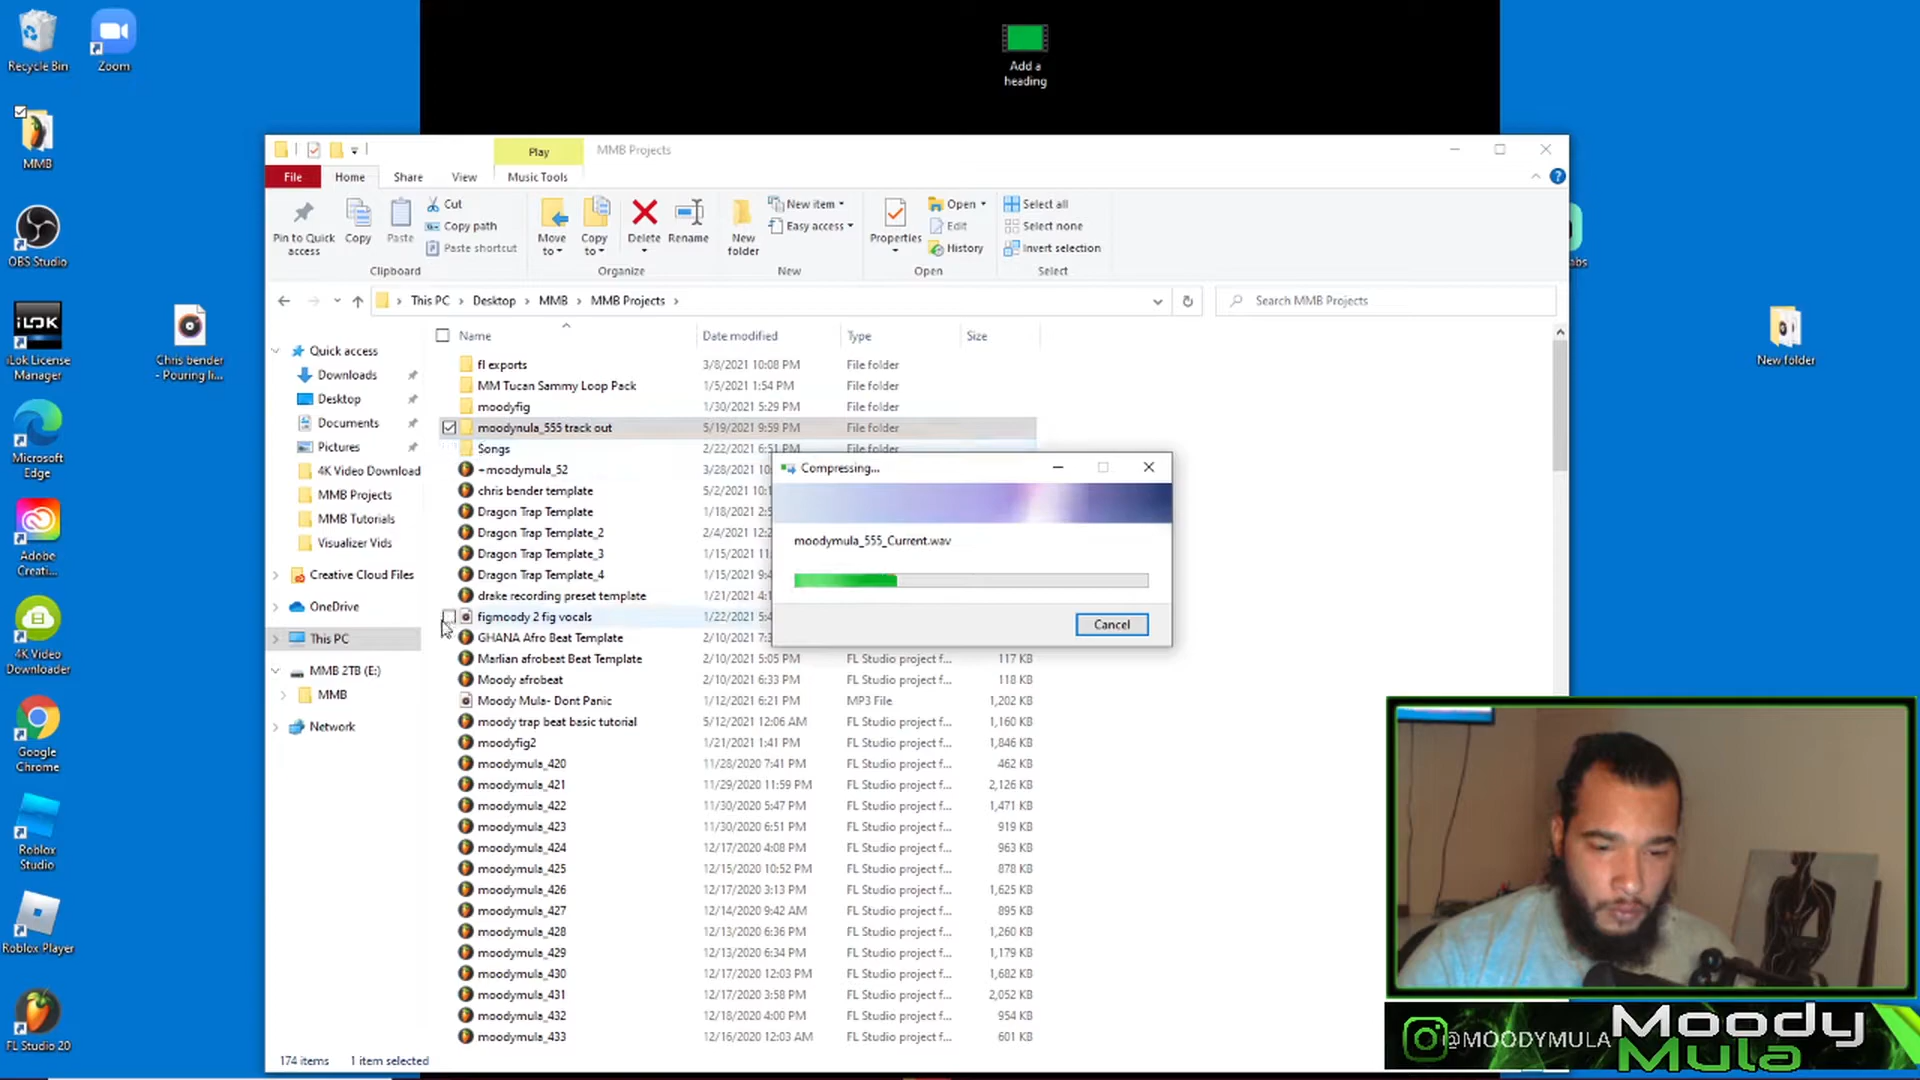 Recycle Bin
Zoom
MMB
OBS Studio
iLOK
iLok License
Manager
Chris bender
- Pouring li...
Microsoft
Edge
Adobe
Creati...
4K Video
Downloader
Google
Chrome
Roblox
Studio
Roblox Player
FL Studio 20
Add a
heading
New folder
abs
Play
MMB Projects
File
Home
Share
View
Music Tools
Pin to Quick
access
Copy
Paste
Cut
Copy path
Paste shortcut
Clipboard
Move
to
Copy
to
Delete
Rename
Organize
New
folder
New item
Easy access
New
Properties
Open
Edit
History
Open
Select all
Select none
Invert selection
Select
This PC
Desktop
MMB
MMB Projects
Search MMB Projects
Quick access
Downloads
Desktop
Documents
Pictures
4K Video Download
MMB Projects
MMB Tutorials
Visualizer Vids
Creative Cloud Files
OneDrive
This PC
MMB 2TB (E:)
MMB
Network
Name Date modified Type Size
fl exports 3/8/2021 10:08 PM File folder
MM Tucan Sammy Loop Pack 1/5/2021 1:54 PM File folder
moodyfig 1/30/2021 5:29 PM File folder
moodynula_555 track out 5/19/2021 9:59 PM File folder
Songs 2/22/2021 6:51 PM File folder
~moodymula_52 3/28/2021 10:
chris bender template 5/2/2021 10:1
Dragon Trap Template 1/18/2021 2:5
Dragon Trap Template_2 2/4/2021 12:2
Dragon Trap Template_3 1/15/2021 11:
Dragon Trap Template_4 1/15/2021 9:4
drake recording preset template 1/21/2021 4:1
figmoody 2 fig vocals 1/22/2021 5:4
GHANA Afro Beat Template 2/10/2021 7:3
Marlian afrobeat Beat Template 2/10/2021 5:05 PM FL Studio project f... 117 KB
Moody afrobeat 2/10/2021 6:33 PM FL Studio project f... 118 KB
Moody Mula- Dont Panic 1/12/2021 6:21 PM MP3 File 1,202 KB
moody trap beat basic tutorial 5/12/2021 12:06 AM FL Studio project f... 1,160 KB
moodyfig2 1/21/2021 1:41 PM FL Studio project f... 1,846 KB
moodymula_420 11/28/2020 7:41 PM FL Studio project f... 462 KB
moodymula_421 11/28/2020 11:59 PM FL Studio project f... 2,126 KB
moodymula_422 11/30/2020 5:47 PM FL Studio project f... 1,471 KB
moodymula_423 11/30/2020 6:51 PM FL Studio project f... 919 KB
moodymula_424 12/17/2020 4:08 PM FL Studio project f... 963 KB
moodymula_425 12/15/2020 10:52 PM FL Studio project f... 878 KB
moodymula_426 12/17/2020 3:13 PM FL Studio project f... 1,625 KB
moodymula_427 12/14/2020 9:42 AM FL Studio project f... 895 KB
moodymula_428 12/13/2020 6:36 PM FL Studio project f... 1,260 KB
moodymula_429 12/13/2020 6:34 PM FL Studio project f... 1,179 KB
moodymula_430 12/17/2020 12:03 PM FL Studio project f... 1,682 KB
moodymula_431 12/17/2020 3:58 PM FL Studio project f... 2,052 KB
moodymula_432 12/18/2020 4:00 PM FL Studio project f... 954 KB
moodymula_433 12/16/2020 12:03 AM FL Studio project f... 601 KB
174 items 1 item selected
Compressing...
moodymula_555_Current.wav
Cancel
@MOODYMULA
Moody
Mula